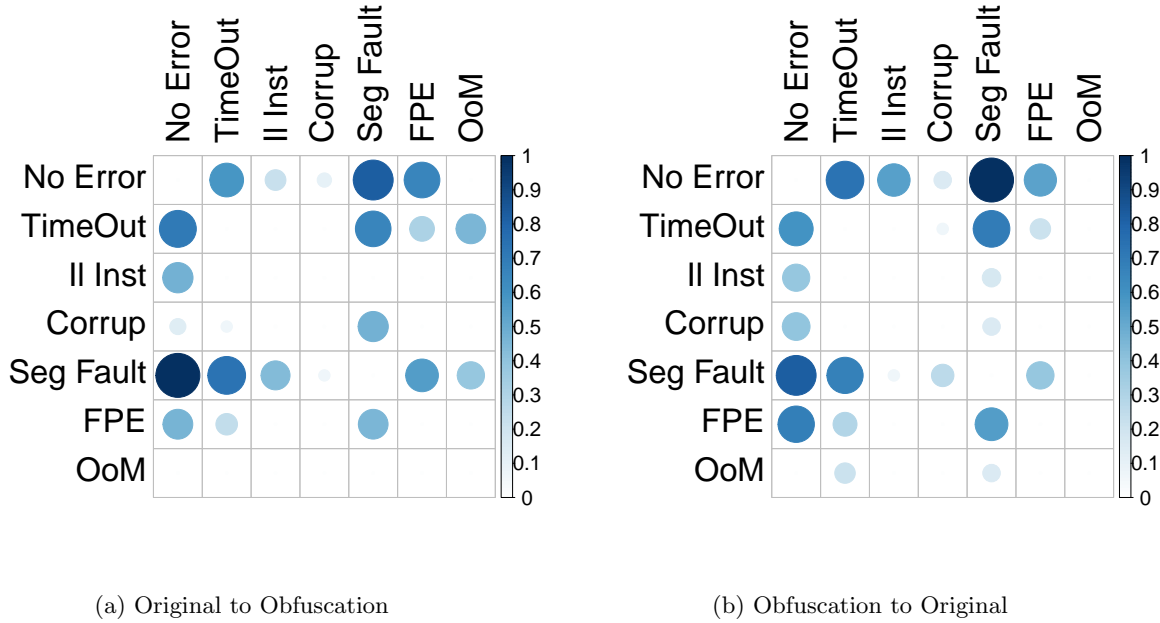 No Error TimeOut Il Inst Corrup Seg Fault FPE OoM
No Error
TimeOut
Il Inst
Corrup
Seg Fault
FPE
OoM
1
0.9
0.8
0.7
0.6
0.5
0.4
0.3
0.2
0.1
0
(a) Original to Obfuscation
No Error TimeOut Il Inst Corrup Seg Fault FPE OoM
No Error
TimeOut
Il Inst
Corrup
Seg Fault
FPE
OoM
1
0.9
0.8
0.7
0.6
0.5
0.4
0.3
0.2
0.1
0
(b) Obfuscation to Original